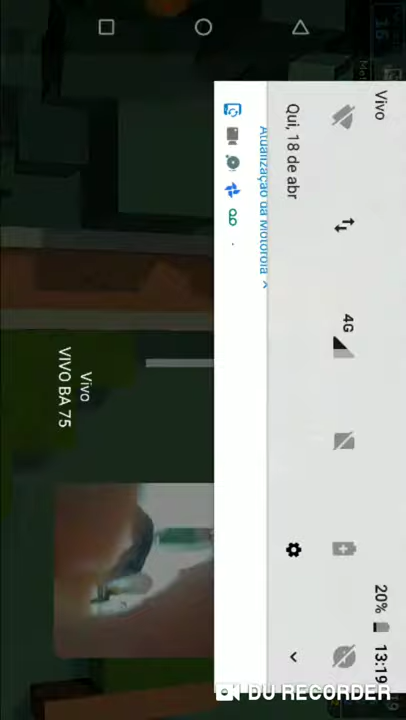 Vivo
20%
13:19
4G
Qui, 18 de abr
Atualização da Motorola
Vivo
VIVO BA 75
DU RECORDER